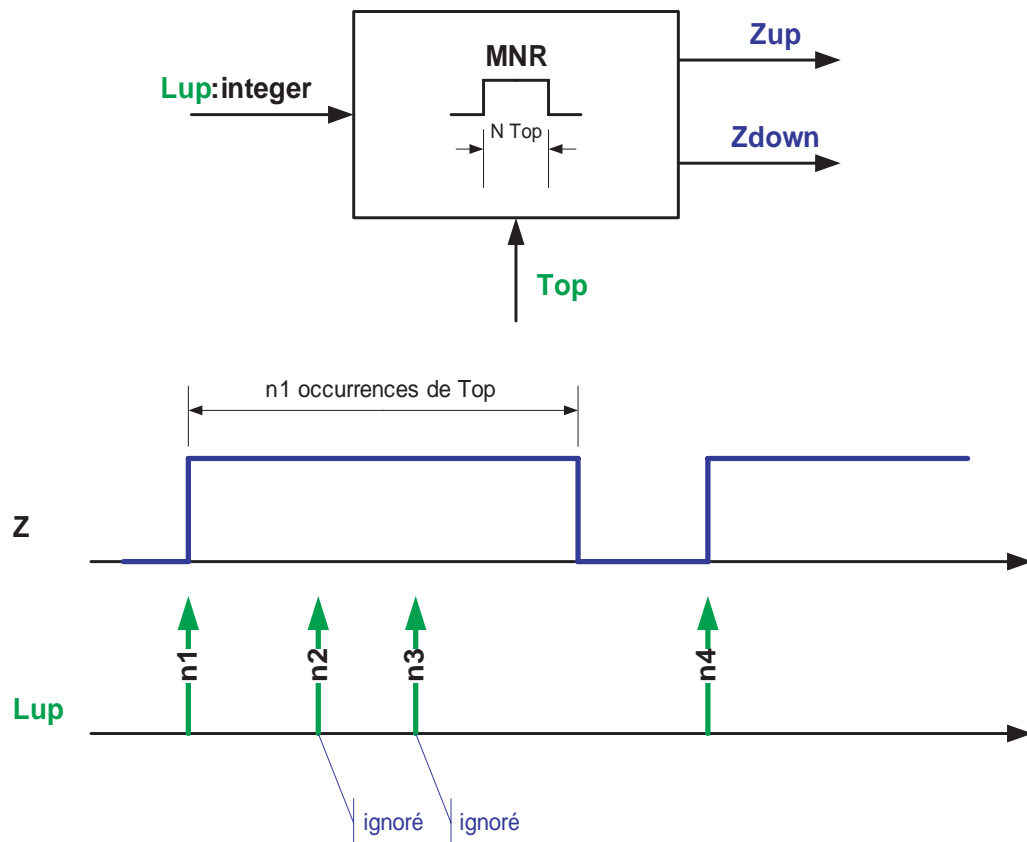 Zup
MNR
Lup:integer
N Top
Zdown
Top
n1 occurrences de Top
Z
n1
n2
n3
n4
Lup
ignoré
ignoré